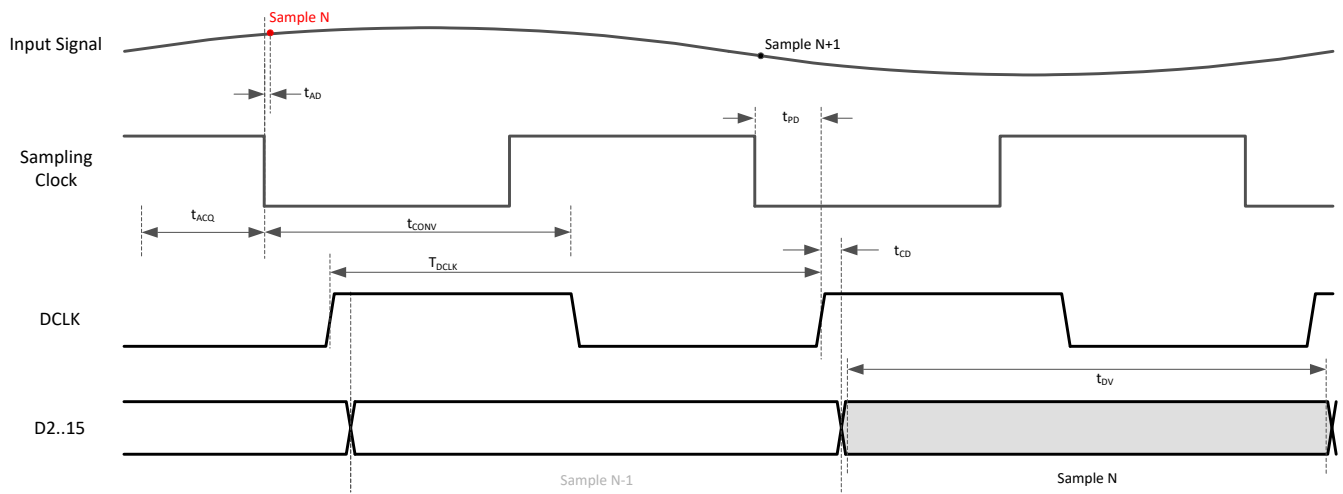 Sample N
Input Signal
Sample N+1
tAD
tPD
Sampling
Clock
tACQ
tCONV
tCD
TDCLK
DCLK
tDV
D2..15
Sample N-1
Sample N